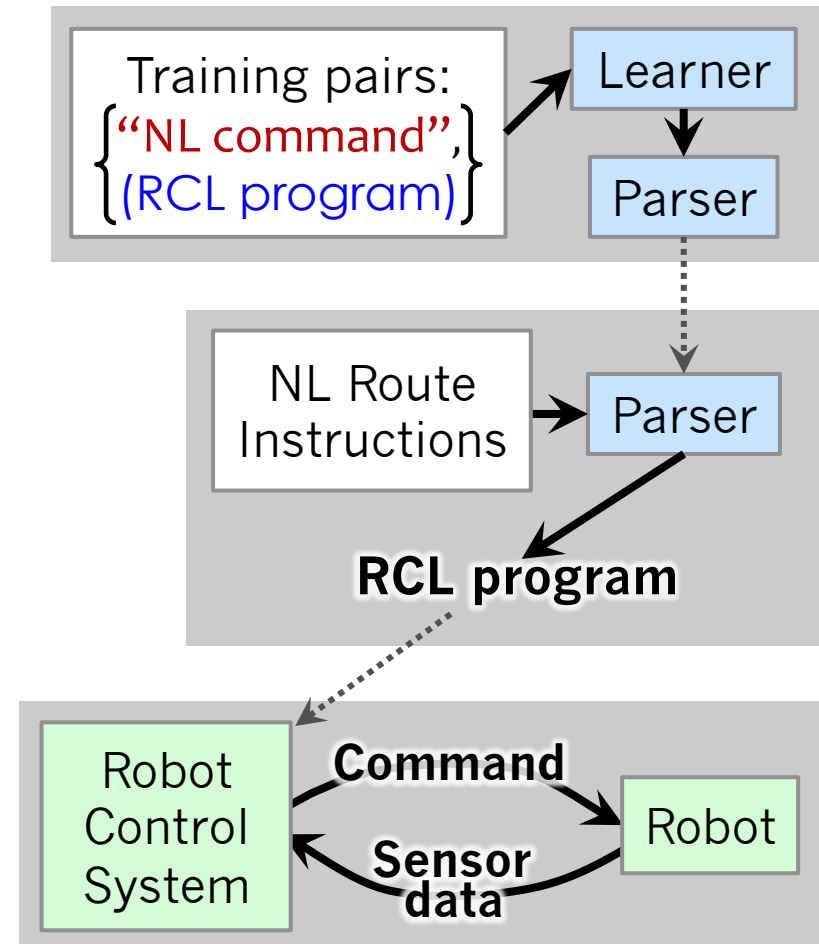 Training pairs:
{“NL command”,
(RCL program)}
Learner
Parser
NL Route
Instructions
Parser
RCL program
Robot
Control
System
Command
Sensor
data
Robot